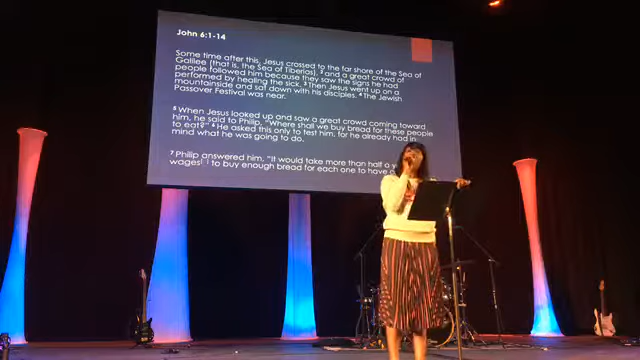 John 6:1-14
Some time after this, Jesus crossed to the far shore of the Sea of
Galilee (that is, the Sea of Tiberias), ² and a great crowd of
people followed him because they saw the signs he had
performed by healing the sick. ³ Then Jesus went up on a
mountainside and sat down with his disciples. ⁴ The Jewish
Passover Festival was near.
⁵ When Jesus looked up and saw a great crowd coming toward
him, he said to Philip, “Where shall we buy bread for these people
to eat?” ⁶ He asked this only to test him, for he already had in
mind what he was going to do.
⁷ Philip answered him, “It would take more than half a
wages to buy enough bread for each one to have